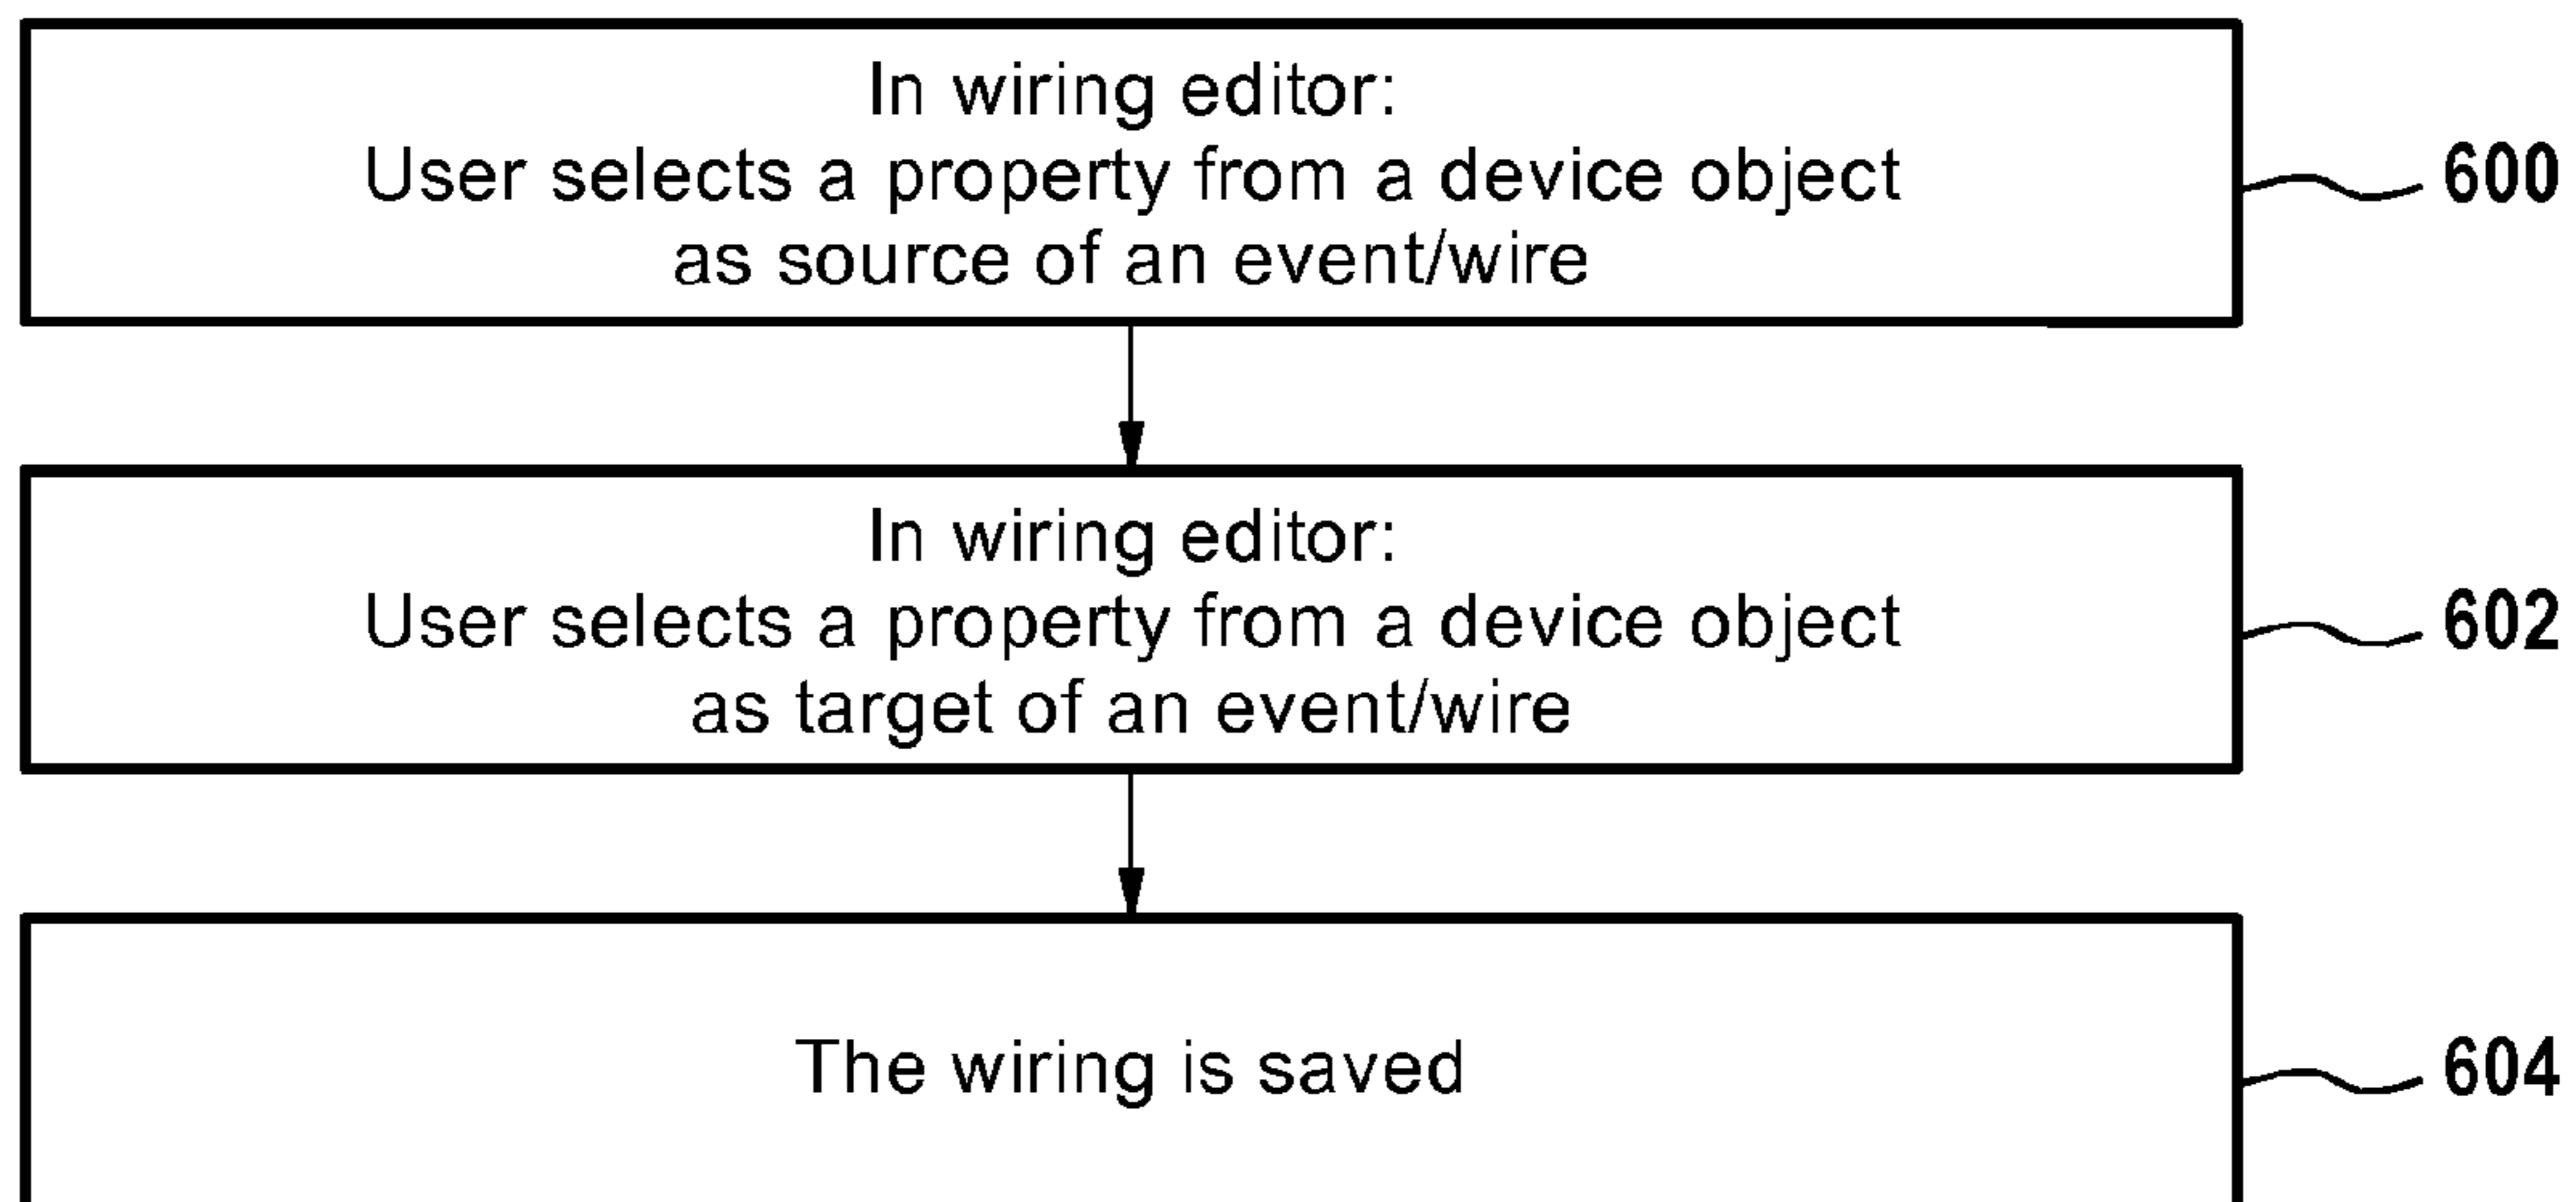 In wiring editor:
User selects a property from a device object
as source of an event/wire
600
In wiring editor:
User selects a property from a device object
as target of an event/wire
602
The wiring is saved
604